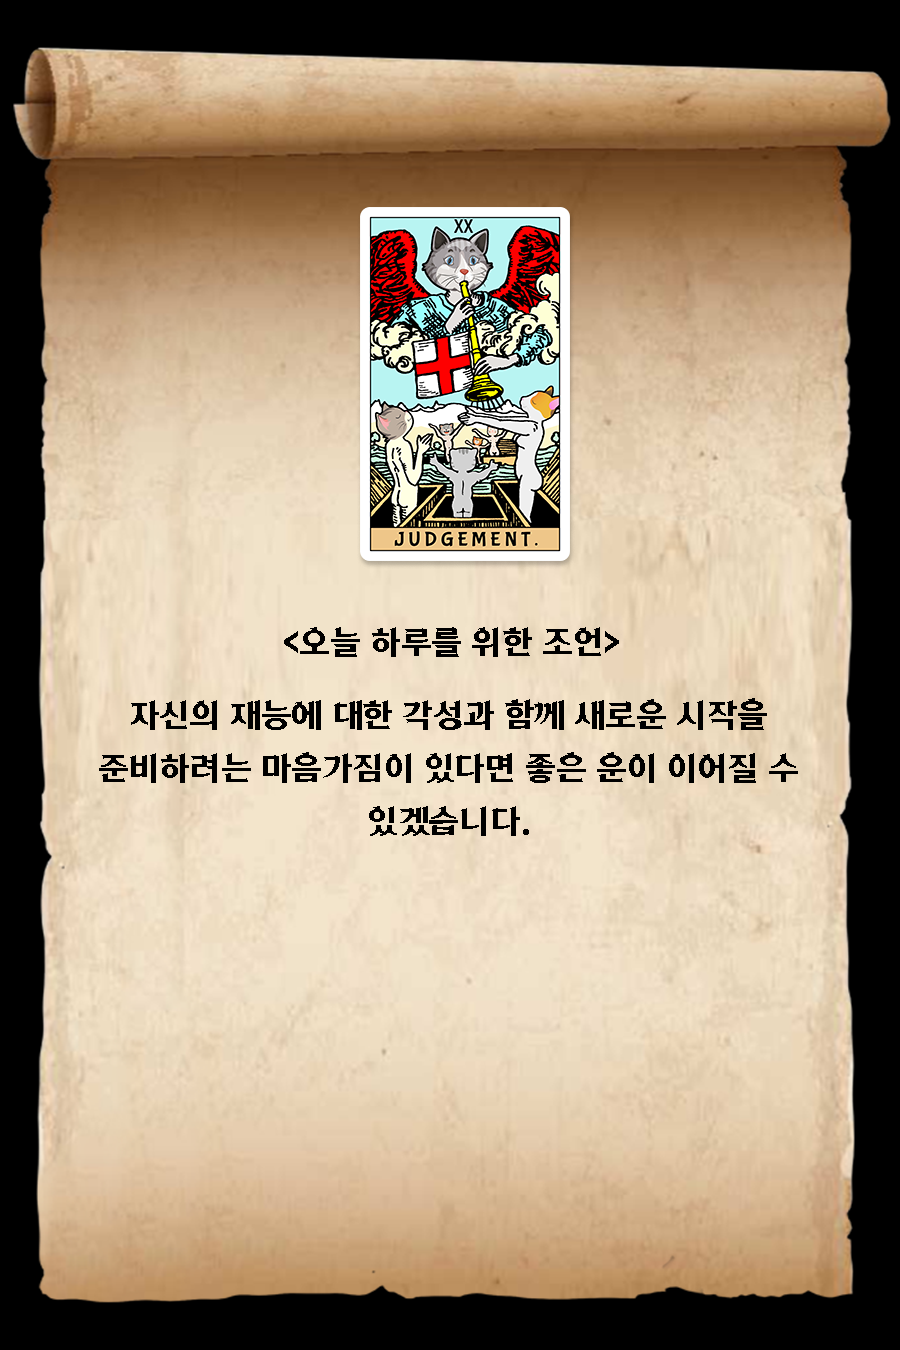 XX
JUDGEMENT.
<오늘 하루를 위한 조언>
자신의 재능에 대한 각성과 함께 새로운 시작을
준비하려는 마음가짐이 있다면 좋은 운이 이어질 수
있겠습니다.